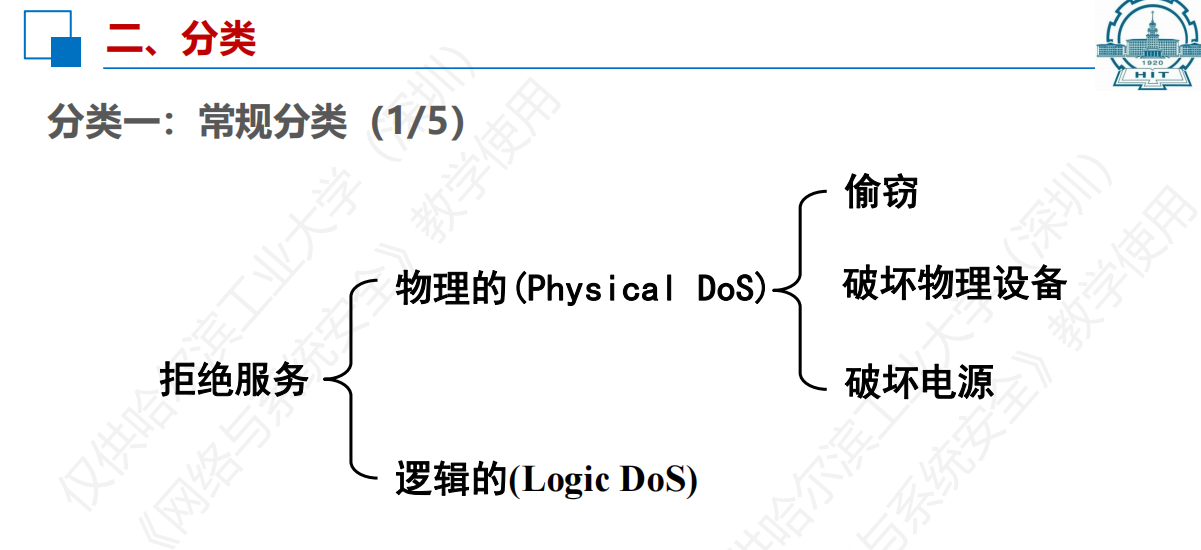 二、分类
1920
HIT
分类一：常规分类（1/5）
偷窃
物理的(Physical DoS)
破坏物理设备
拒绝服务
破坏电源
逻辑的(Logic DoS)
仅供哈尔滨工业大学（深圳）
《网络与系统安全》教学使用
供哈尔滨工业大学（深圳）
与系统安全》教学使用